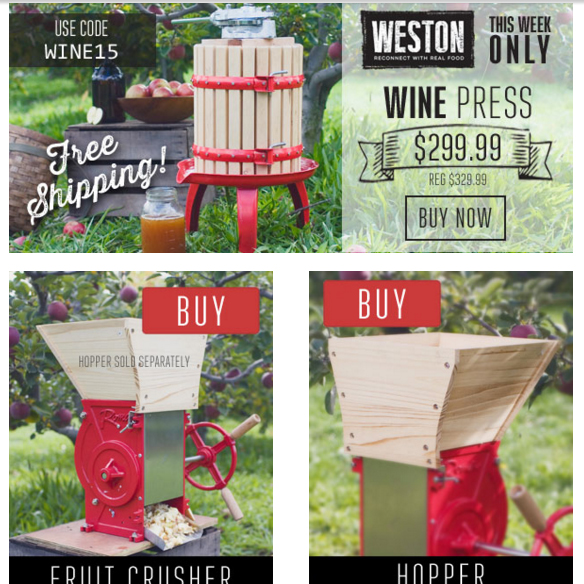 USE CODE
WINE15
WESTON
RECONNECT WITH REAL FOOD
THIS WEEK
ONLY
WINE PRESS
$299.99
REG $329.99
BUY NOW
Free
Shipping!
BUY
HOPPER SOLD SEPARATELY
FRUIT CRUSHER
BUY
HOPPER